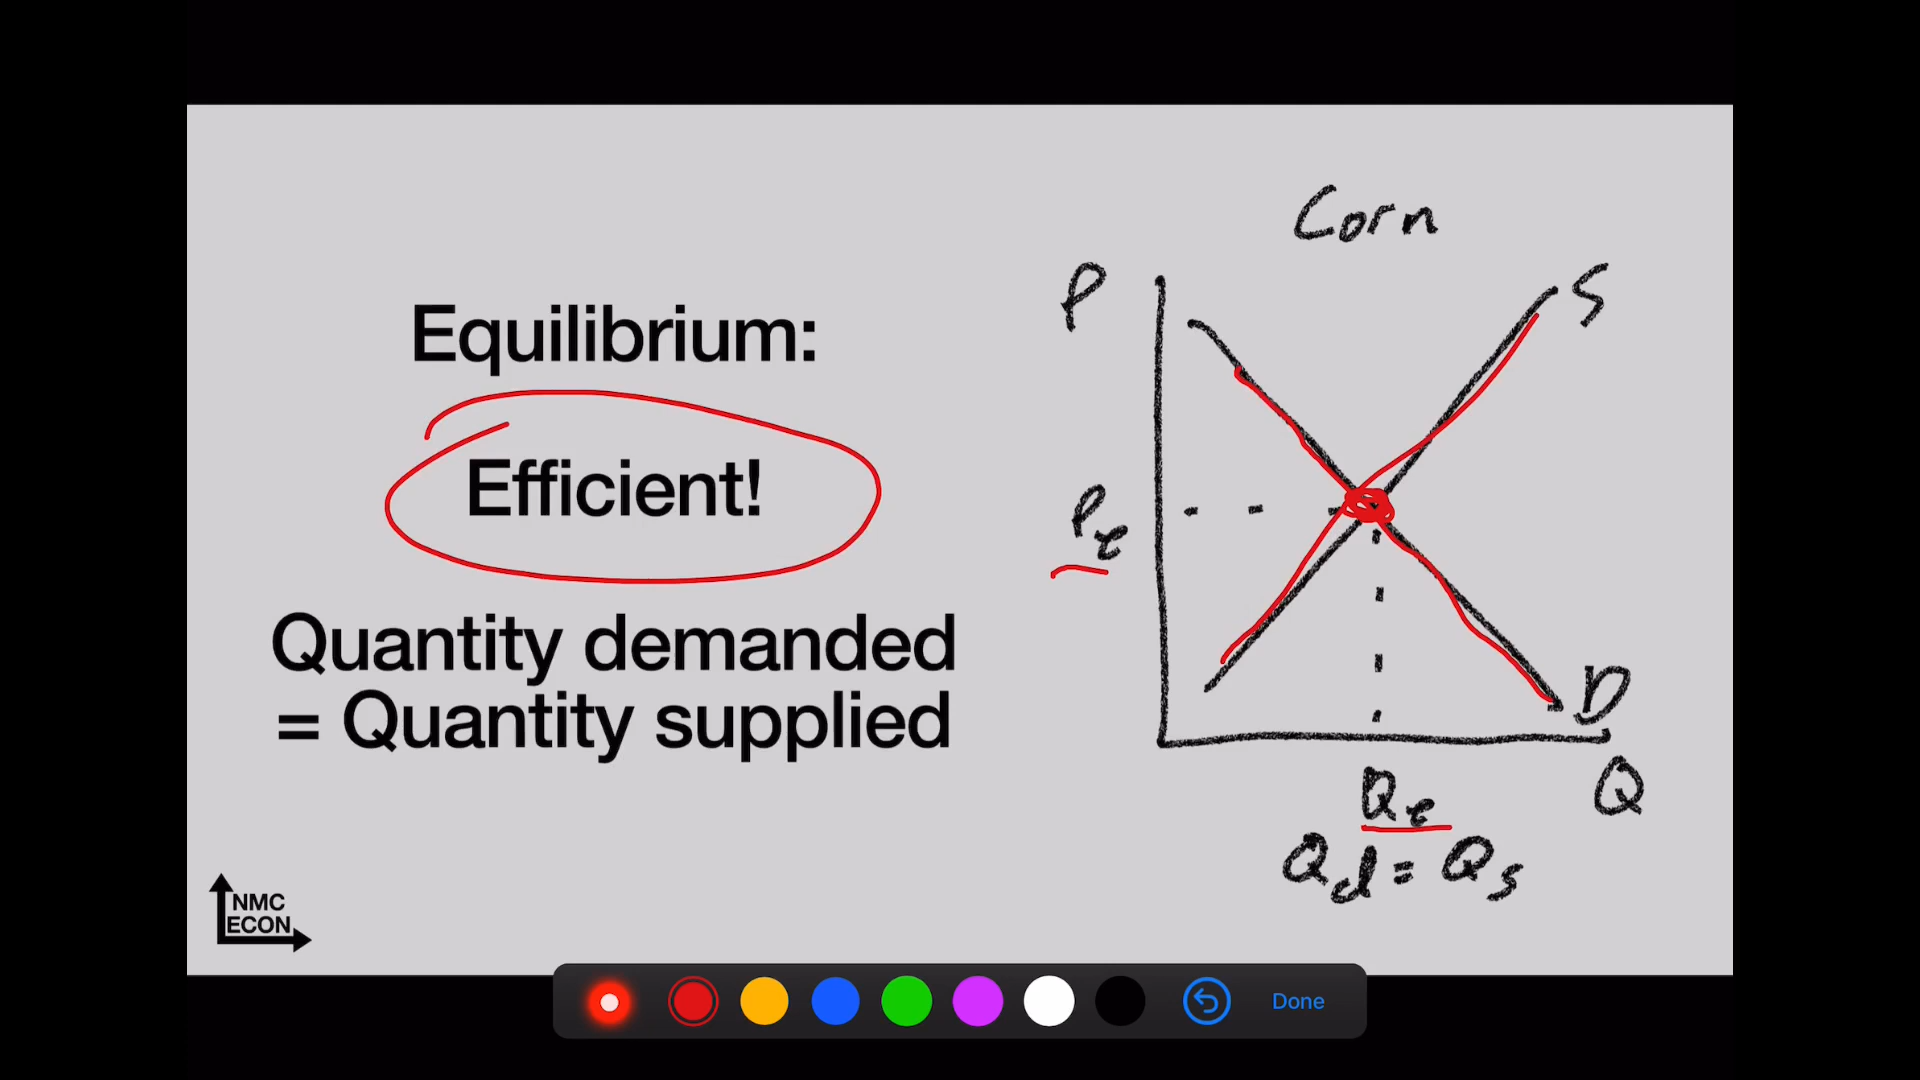 Equilibrium:
Efficient!
Quantity demanded
= Quantity supplied
Corn
P
S
Pe
D
Q
Qe
Qd = Qs
NMC
ECON
Done